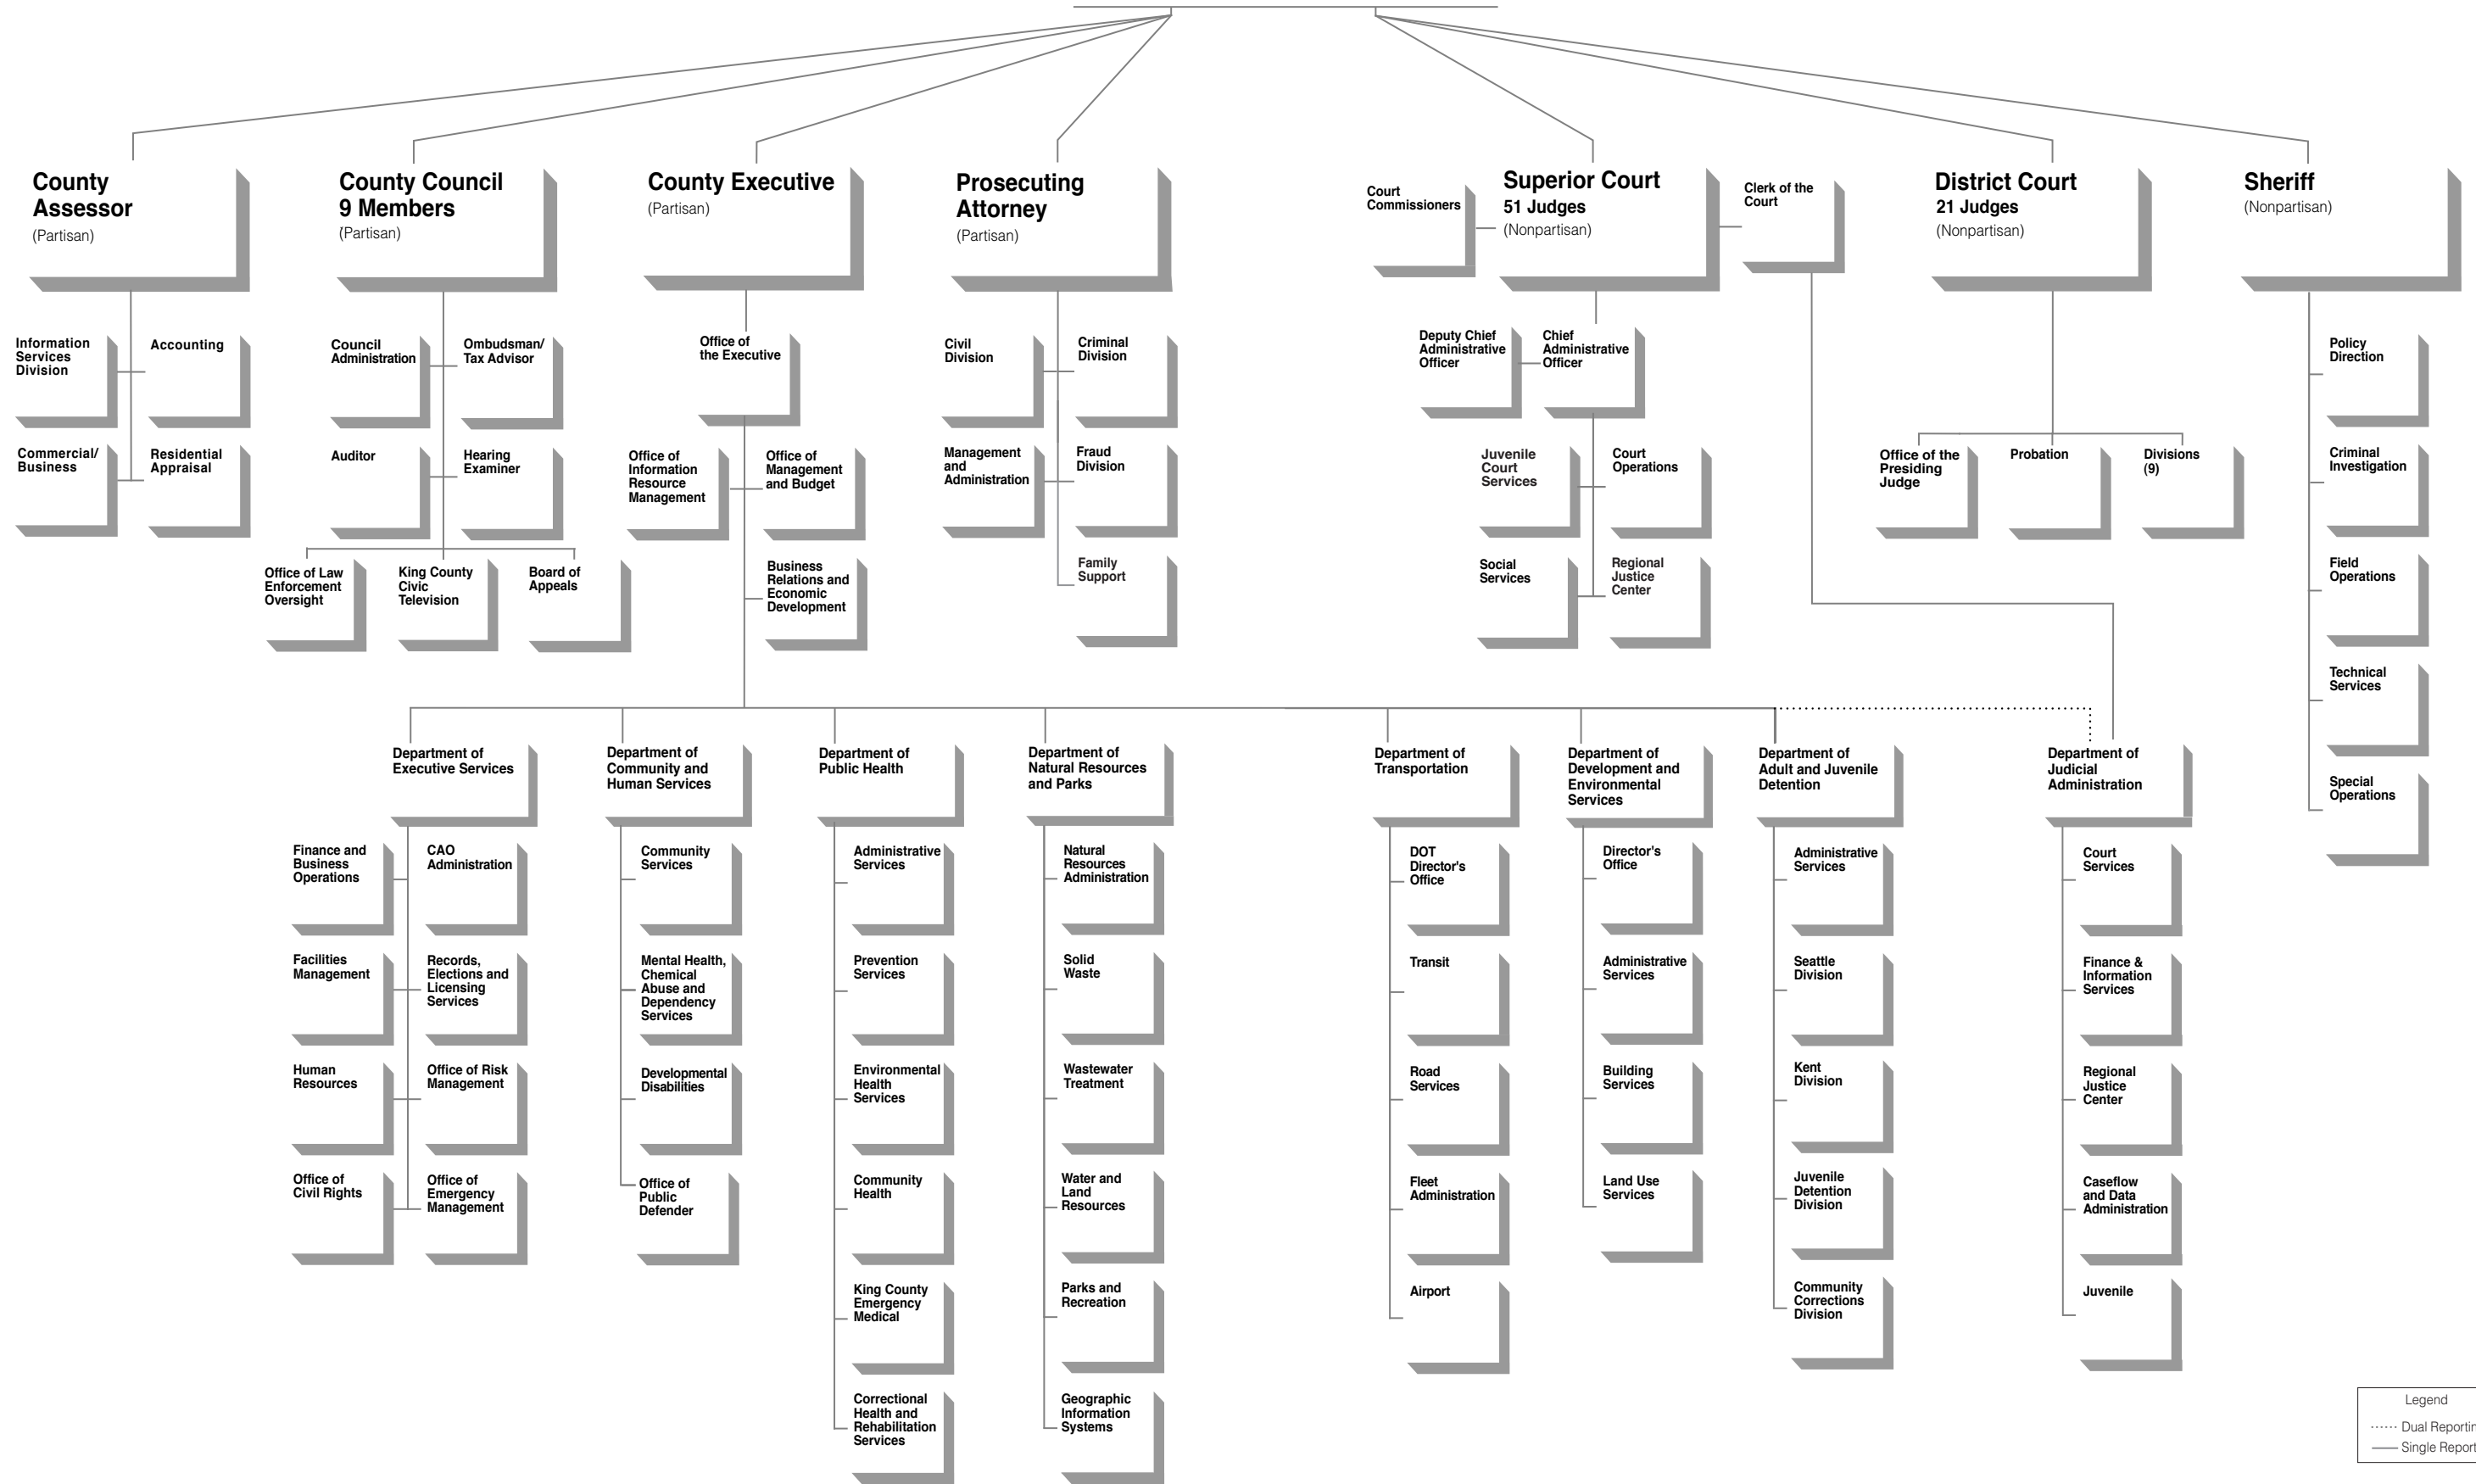 County
Assessor
(Partisan)
County Council
9 Members
(Partisan)
County Executive
(Partisan)
Prosecuting
Attorney
(Partisan)
Court
Commissioners
Superior Court
51 Judges
(Nonpartisan)
Clerk of the
Court
District Court
21 Judges
(Nonpartisan)
Sheriff
(Nonpartisan)
Information
Services
Division
Accounting
Commercial/
Business
Residential
Appraisal
Council
Administration
Ombudsman/
Tax Advisor
Auditor
Hearing
Examiner
Office of Law
Enforcement
Oversight
King County
Civic
Television
Board of
Appeals
Office of
the Executive
Office of
Information
Resource
Management
Office of
Management
and Budget
Business
Relations and
Economic
Development
Civil
Division
Criminal
Division
Management
and
Administration
Fraud
Division
Family
Support
Deputy Chief
Administrative
Officer
Chief
Administrative
Officer
Juvenile
Court
Services
Court
Operations
Social
Services
Regional
Justice
Center
Office of the
Presiding
Judge
Probation
Divisions
(9)
Policy
Direction
Criminal
Investigation
Field
Operations
Technical
Services
Special
Operations
Department of
Executive Services
Department of
Community and
Human Services
Department of
Public Health
Department of
Natural Resources
and Parks
Department of
Transportation
Department of
Development and
Environmental
Services
Department of
Adult and Juvenile
Detention
Department of
Judicial
Administration
Finance and
Business
Operations
CAO
Administration
Facilities
Management
Records,
Elections and
Licensing
Services
Human
Resources
Office of Risk
Management
Office of
Civil Rights
Office of
Emergency
Management
Community
Services
Mental Health,
Chemical
Abuse and
Dependency
Services
Developmental
Disabilities
Office of
Public
Defender
Administrative
Services
Prevention
Services
Environmental
Health
Services
Community
Health
King County
Emergency
Medical
Correctional
Health and
Rehabilitation
Services
Natural
Resources
Administration
Solid
Waste
Wastewater
Treatment
Water and
Land
Resources
Parks and
Recreation
Geographic
Information
Systems
DOT
Director's
Office
Transit
Road
Services
Fleet
Administration
Airport
Director's
Office
Administrative
Services
Building
Services
Land Use
Services
Administrative
Services
Seattle
Division
Kent
Division
Juvenile
Detention
Division
Community
Corrections
Division
Court
Services
Finance &
Information
Services
Regional
Justice
Center
Caseflow
and Data
Administration
Juvenile
Legend
Dual Reportin
Single Report